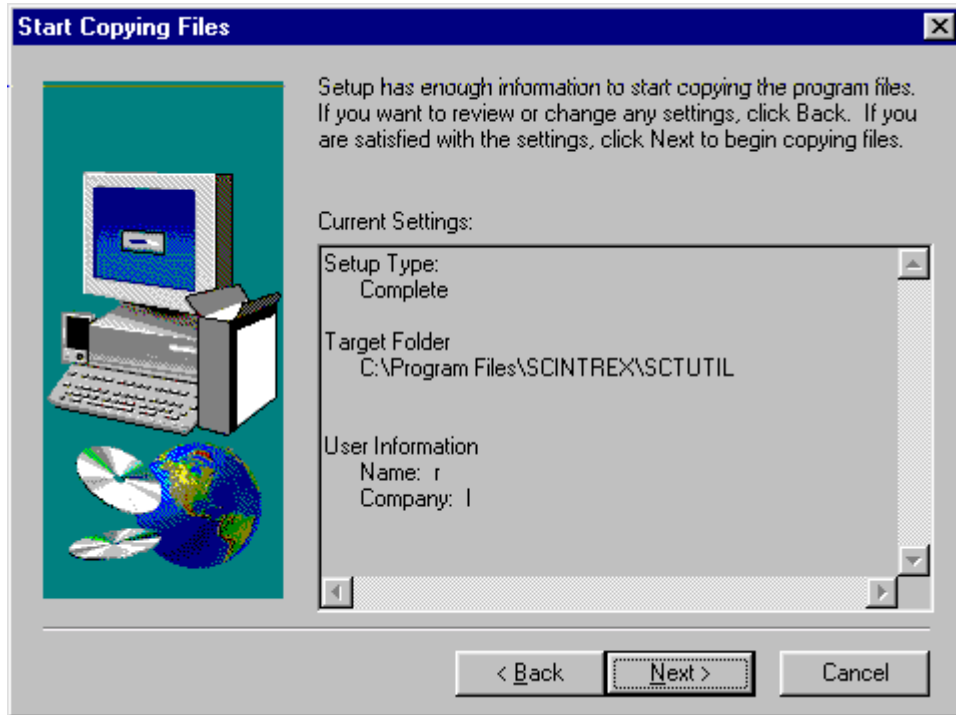 Start Copying Files
Setup has enough information to start copying the program files.
If you want to review or change any settings, click Back. If you
are satisfied with the settings, click Next to begin copying files.
Current Settings:
Setup Type:
Complete
Target Folder
C:\Program Files\SCINTREX\SCTUTIL
User Information
Name: r
Company: l
< Back
Next >
Cancel